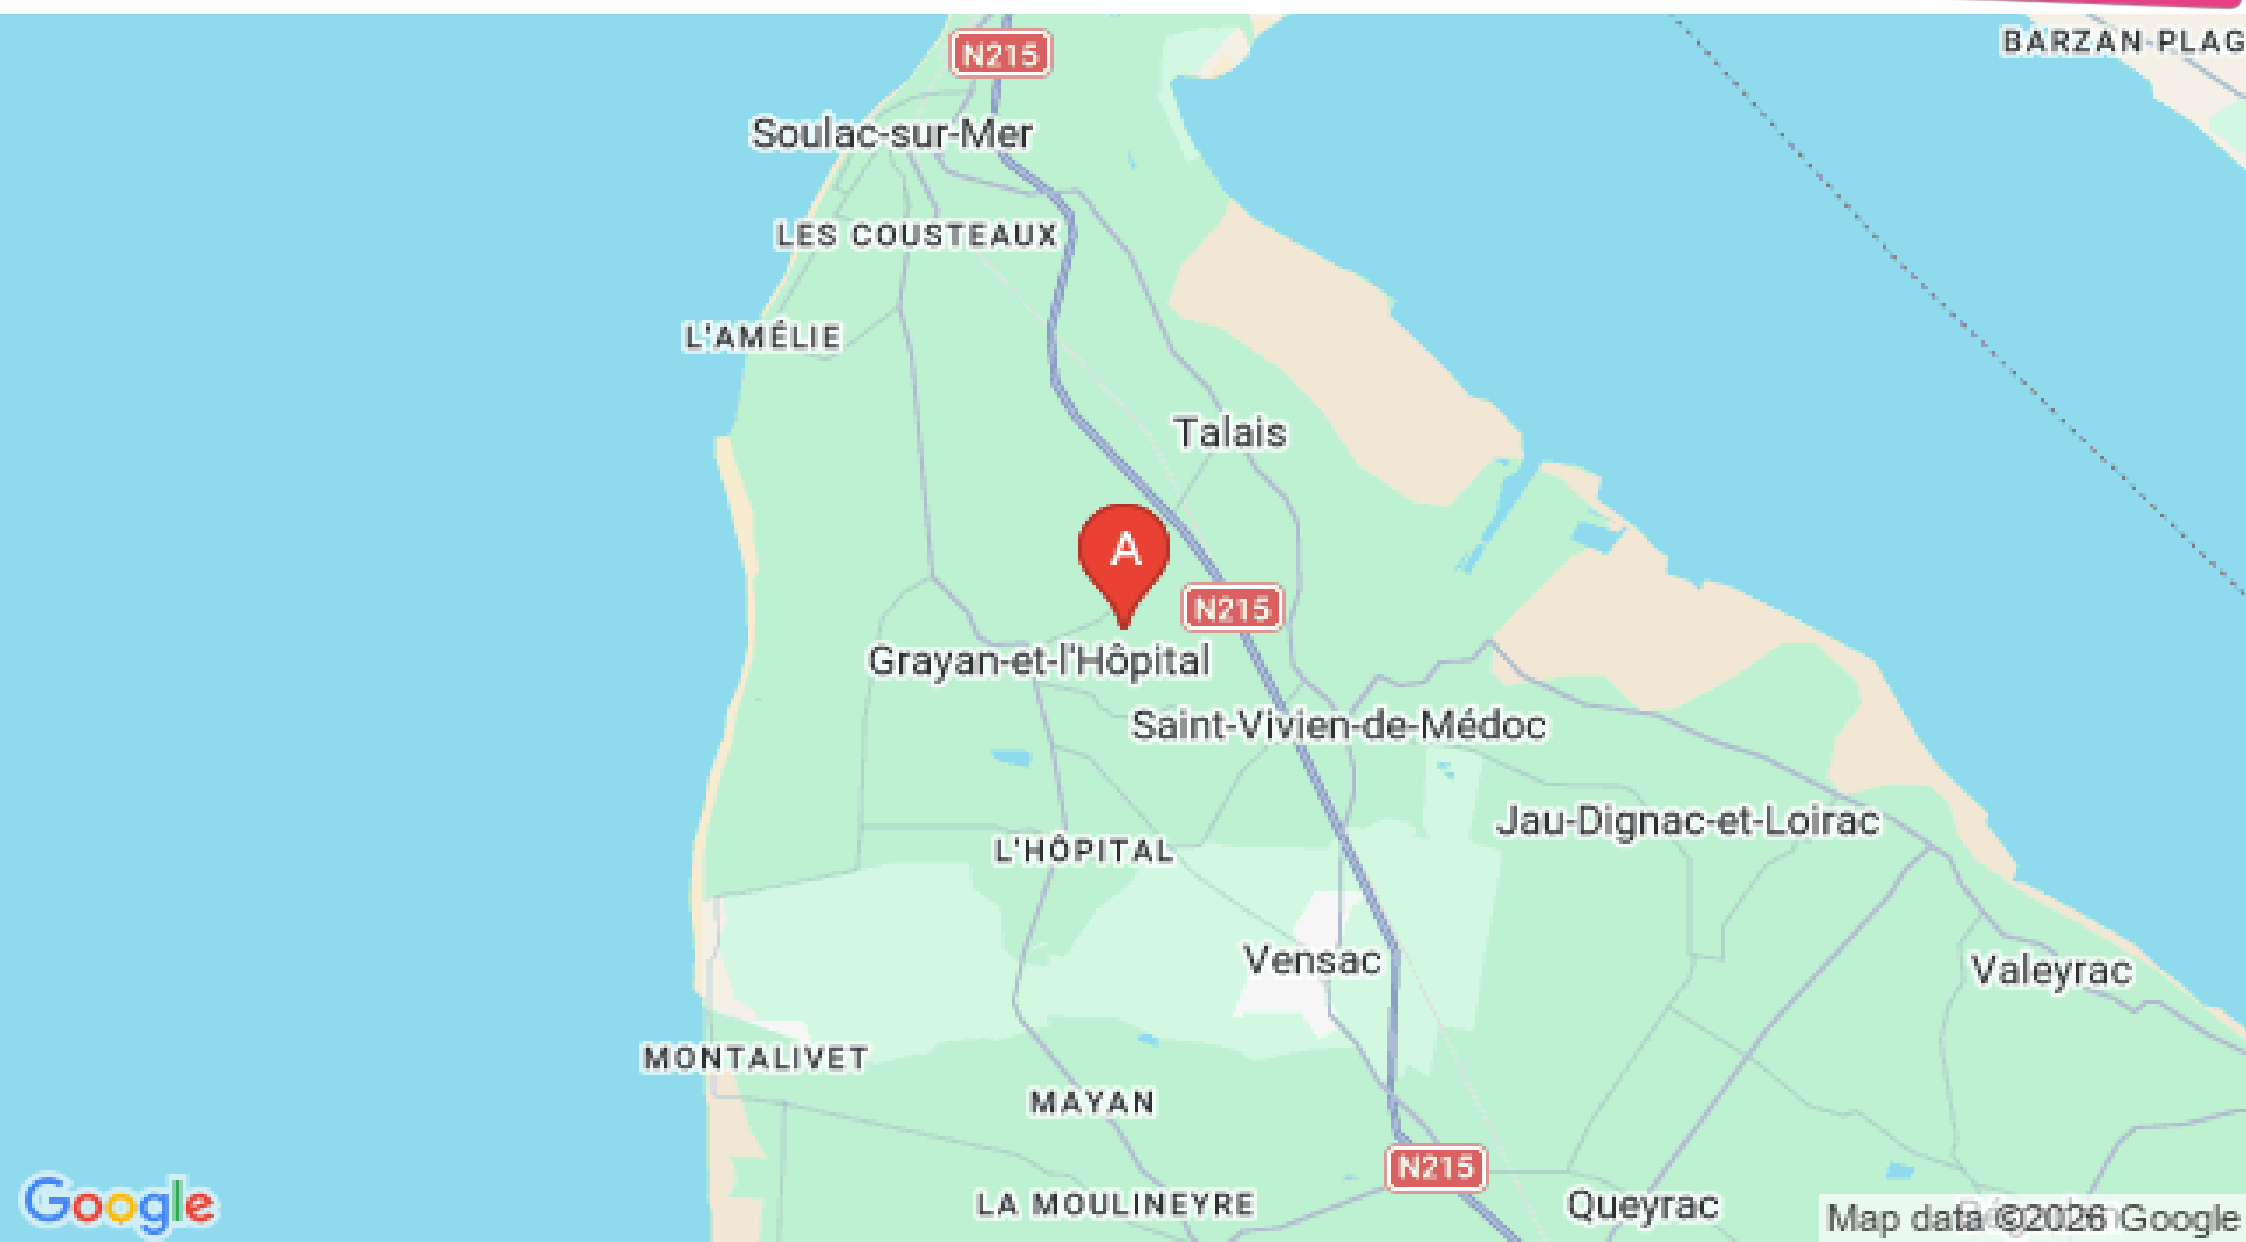 BARZAN-PLAG
N215
Soulac-sur-Mer
LES COUSTEAUX
L'AMÉLIE
Talais
A
N215
Grayan-et-l'Hôpital
Saint-Vivien-de-Médoc
Jau-Dignac-et-Loirac
L'HÔPITAL
Vensac
Valeyrac
MONTALIVET
MAYAN
N215
LA MOULINEYRE
Queyrac
Google
Map data ©2026 Google